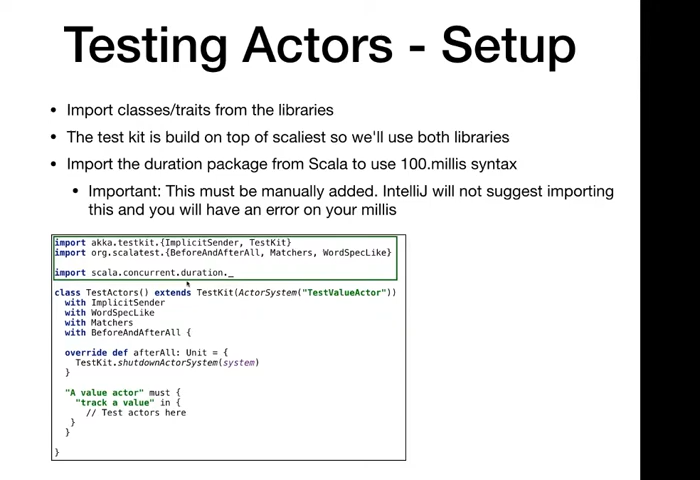 Testing Actors - Setup
• Import classes/traits from the libraries
• The test kit is build on top of scaliest so we'll use both libraries
• Import the duration package from Scala to use 100.millis syntax
• Important: This must be manually added. IntelliJ will not suggest importing
this and you will have an error on your millis
import akka.testkit.{ImplicitSender, TestKit}
import org.scalatest.{BeforeAndAfterAll, Matchers, WordSpecLike}
import scala.concurrent.duration._
class TestActors() extends TestKit(ActorSystem("TestValueActor"))
with ImplicitSender
with WordSpecLike
with Matchers
with BeforeAndAfterAll {
override def afterAll: Unit = {
TestKit.shutdownActorSystem(system)
}
"A value actor" must {
"track a value" in {
// Test actors here
}
}
}